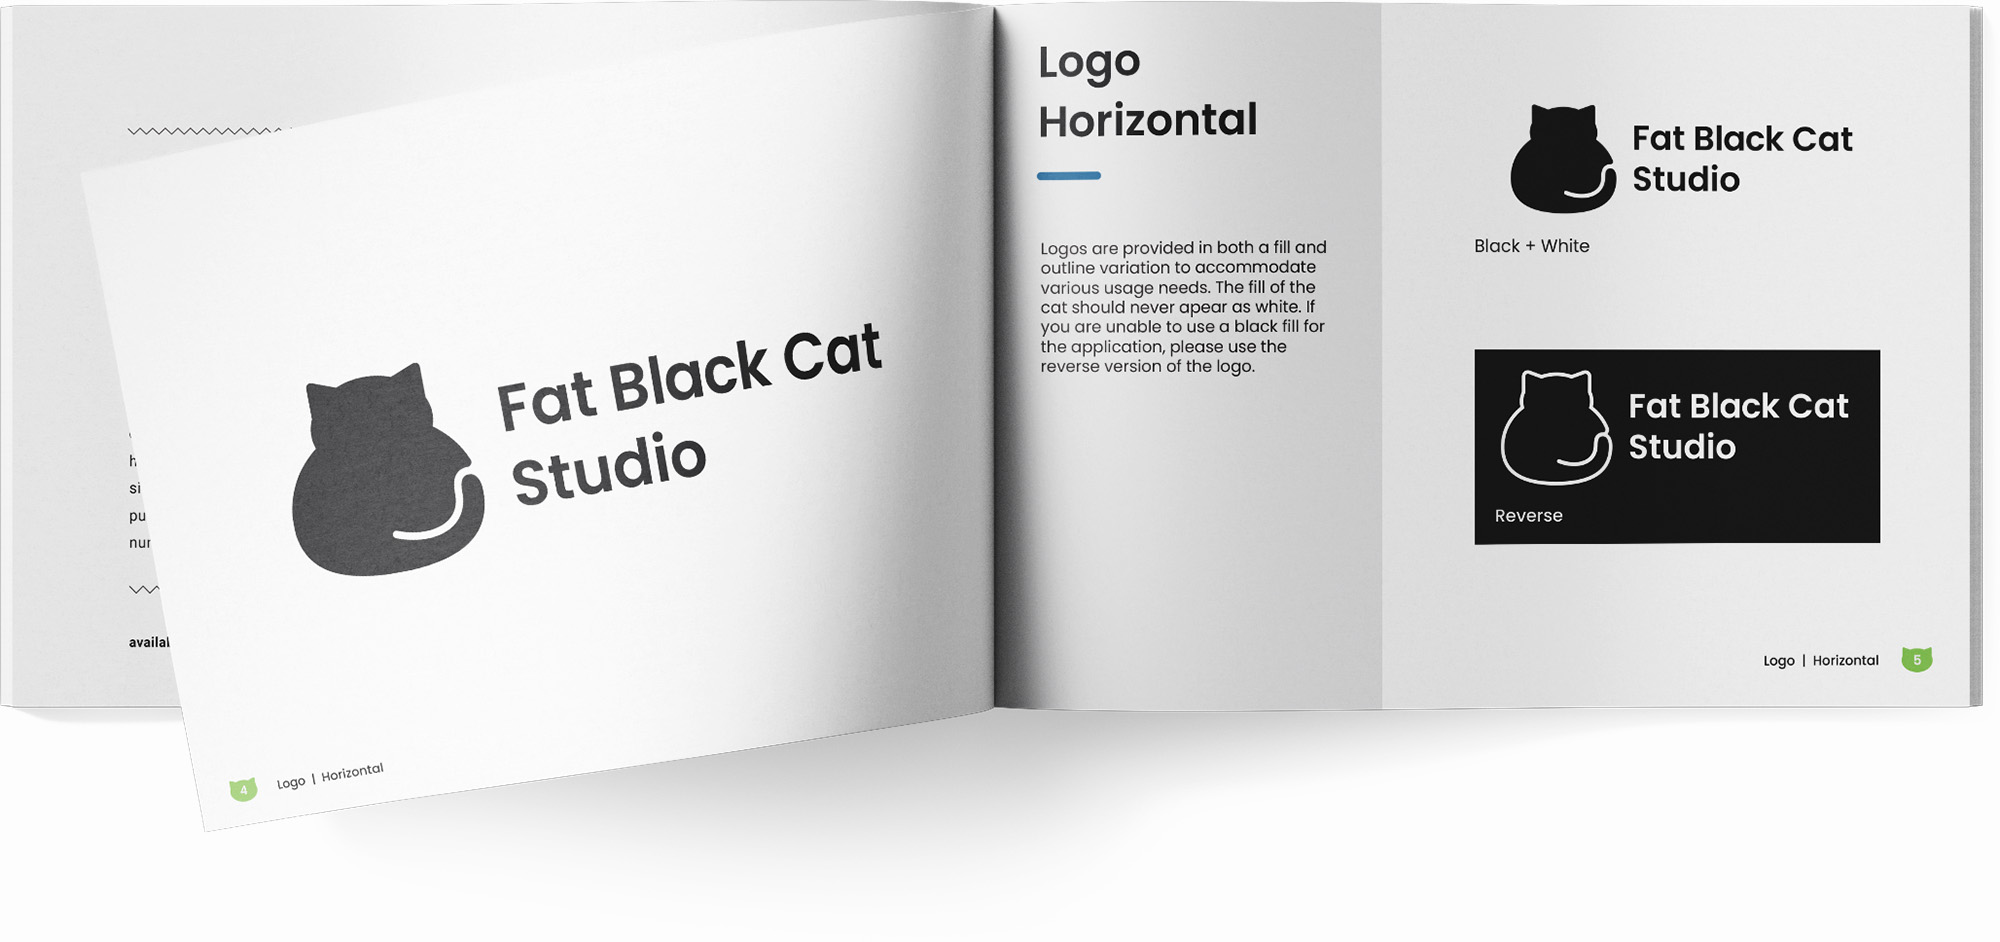 si
pu
Fat Black Cat
Studio
4 Logo | Horizontal
Logo
Horizontal
Logos are provided in both a fill and
outline variation to accommodate
various usage needs. The fill of the
cat should never apear as white. If
you are unable to use a black fill for
the application, please use the
reverse version of the logo.
Fat Black Cat
Studio
Black + White
Fat Black Cat
Studio
Reverse
Logo | Horizontal 5